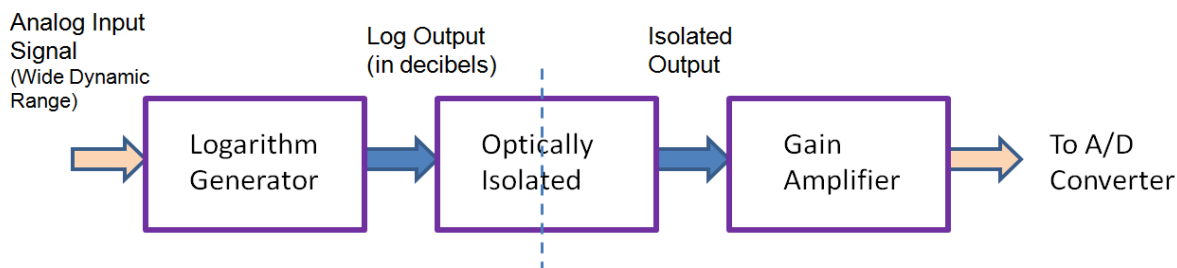 Analog Input
Signal
(Wide Dynamic
Range)
Log Output
(in decibels)
Isolated
Output
Logarithm
Generator
Optically
Isolated
Gain
Amplifier
To A/D
Converter